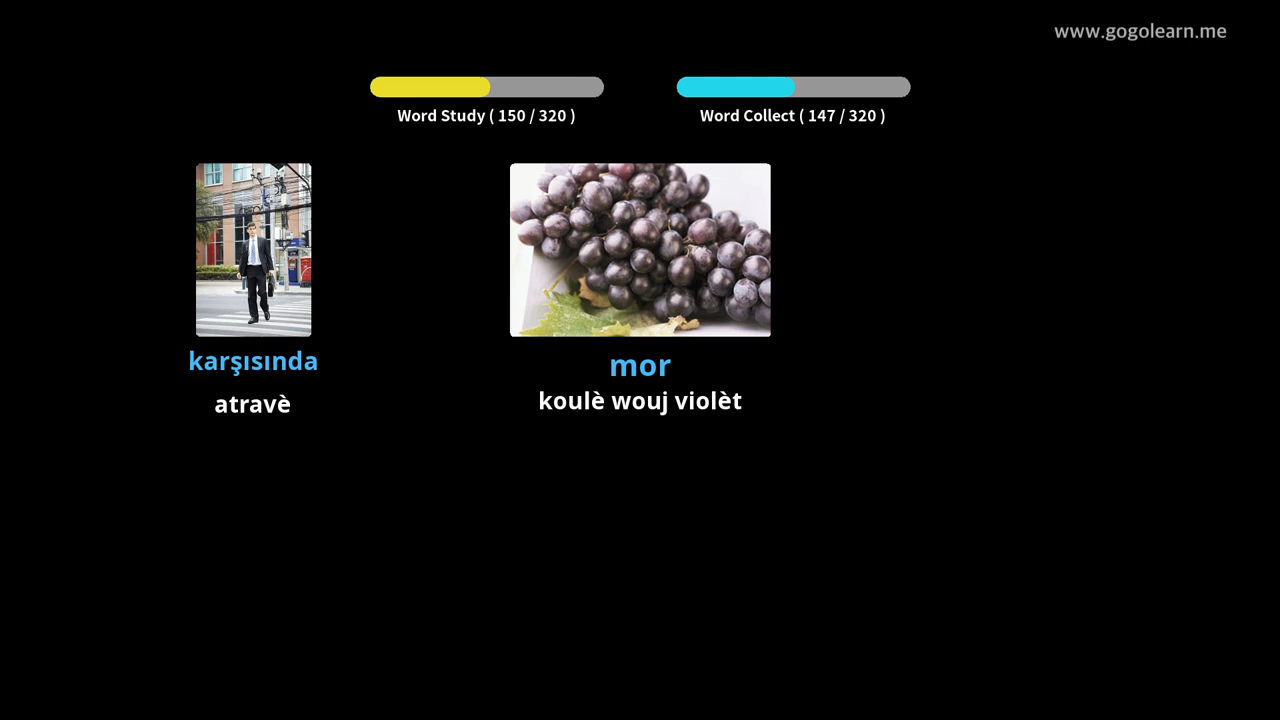 www.gogolearn.me
Word Study ( 150 / 320 )
Word Collect ( 147 / 320 )
karşısında
atravè
mor
koulè wouj violèt